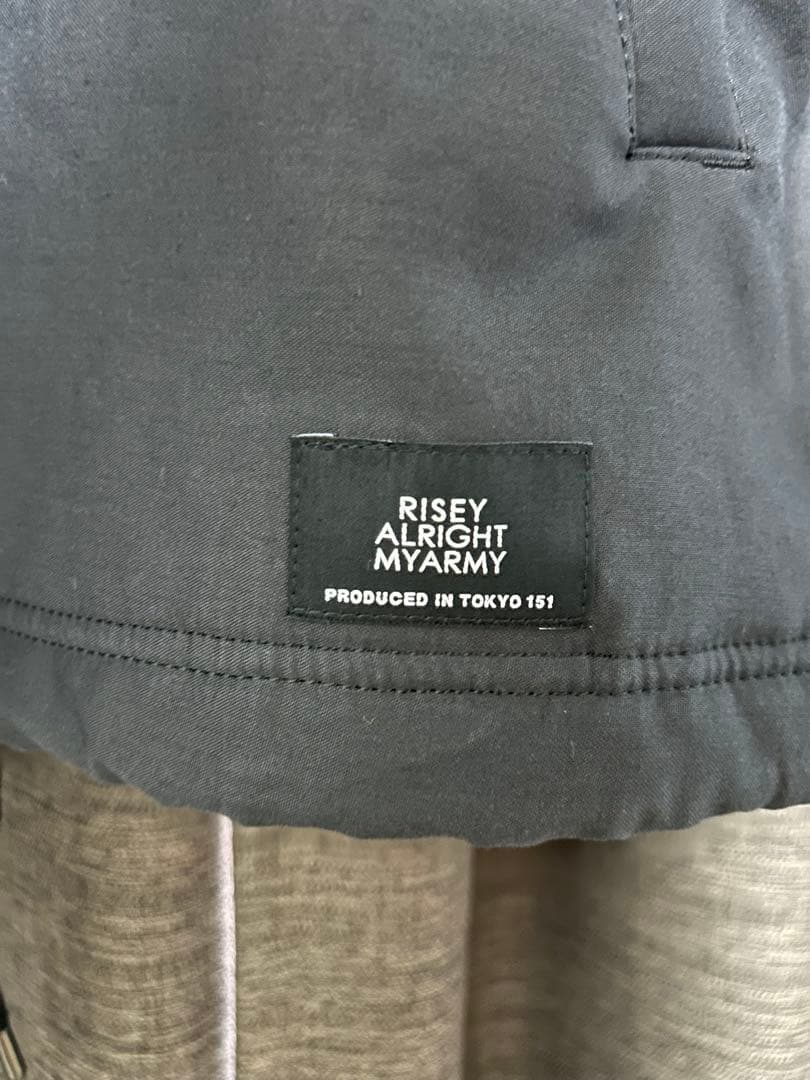 RISEY
ALRIGHT
MYARMY
PRODUCED IN TOKYO 151